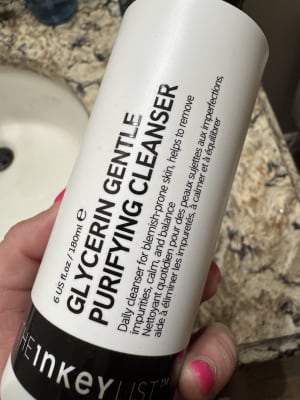 6 US fl.oz / 180ml e
GLYCERIN GENTLE
PURIFYING CLEANSER
Daily cleanser for blemish-prone skin, helps to remove
impurities, calm, and balance
Nettoyant quotidien pour des peaux sujettes aux imperfections,
aide à éliminer les impuretés, à calmer et à équilibrer
THE INKEY LIST™